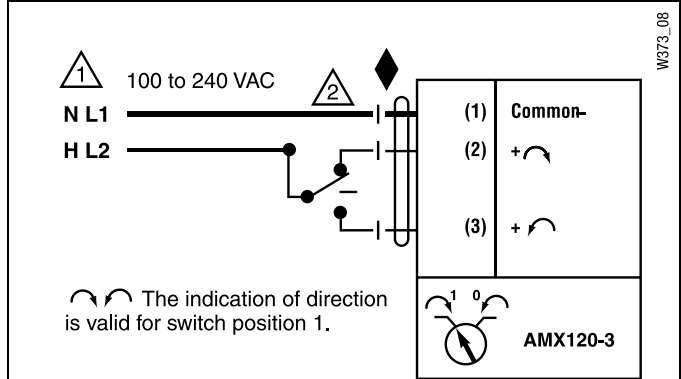 W373_08
1 100 to 240 VAC 2
N L1 (1) Common–
H L2 (2) +
(3) +
The indication of direction
is valid for switch position 1.
1 0
AMX120-3